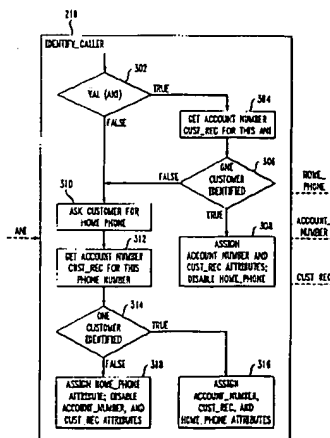 210
IDENTIFY_CALLER
302
VAL (ANI)
TRUE
304
GET ACCOUNT NUMBER
CUST_REC FOR THIS ANI
FALSE
306
FALSE
ONE
CUSTOMER
IDENTIFIED
310
HOME_
PHONE
ASK CUSTOMER FOR
HOME PHONE
TRUE
308
ANI
312
ACCOUNT_
NUMBER
GET ACCOUNT NUMBER
CUST_REC FOR THIS
PHONE NUMBER
ASSIGN
ACCOUNT NUMBER AND
CUST_REC ATTRIBUTES;
DISABLE HOME_PHONE
CUST REC
314
ONE
CUSTOMER
IDENTIFIED
TRUE
FALSE
318
316
ASSIGN HOME_PHONE
ATTRIBUTE; DISABLE
ACCOUNT_NUMBER, AND
CUST REC ATTRIBUTES
ASSIGN
ACCOUNT_NUMBER,
CUST_REC, AND
HOME_PHONE ATTRIBUTES